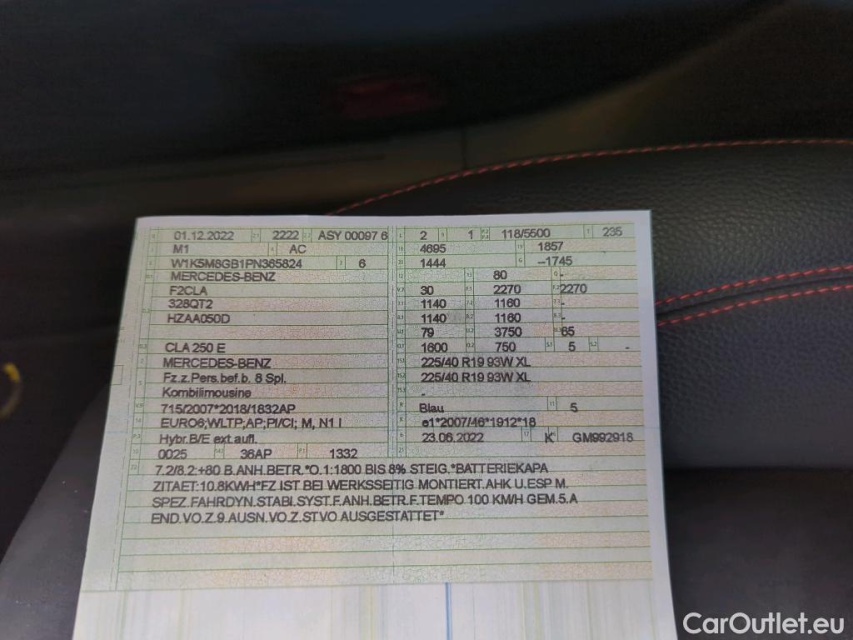 01.12.2022 2222 ASY 00097 6 2 1 118/5500 235
M1 AC 4695 1857
W1K5M8GB1PN365824 6 1444 –1745
MERCEDES-BENZ 80 -
F2CLA 30 2270 2270
328QT2 1140 1160 -
HZAA050D 1140 1160 -
79 3750 65
CLA 250 E 1600 750 5 -
MERCEDES-BENZ 225/40 R19 93W XL
Fz.z.Pers.bef.b. 8 Spl. 225/40 R19 93W XL
Kombilimousine -
715/2007*2018/1832AP Blau 5
EURO6;WLTP;AP;PI/CI; M, N1 I e1*2007/46*1912*18
Hybr.B/E ext.aufl. 23.06.2022 K GM992918
0025 36AP 1332
7.2/8.2:+80 B.ANH.BETR.*O.1:1800 BIS 8% STEIG.*BATTERIEKAPA
ZITAET:10.8KWH*FZ IST BEI WERKSSEITIG MONTIERT.AHK U.ESP M.
SPEZ.FAHRDYN.STABI.SYST.F.ANH.BETR.F.TEMPO 100 KMH GEM.5.A
END.VO.Z.9.AUSN.VO.Z.STVO AUSGESTATTET*
CarOutlet.eu